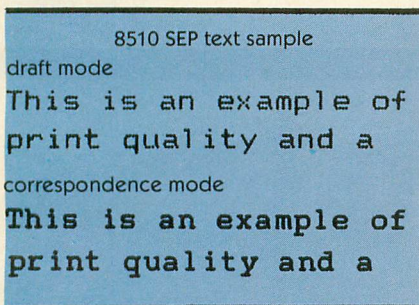 8510 SEP text sample
draft mode
This is an example of
print quality and a
correspondence mode
This is an example of
print quality and a